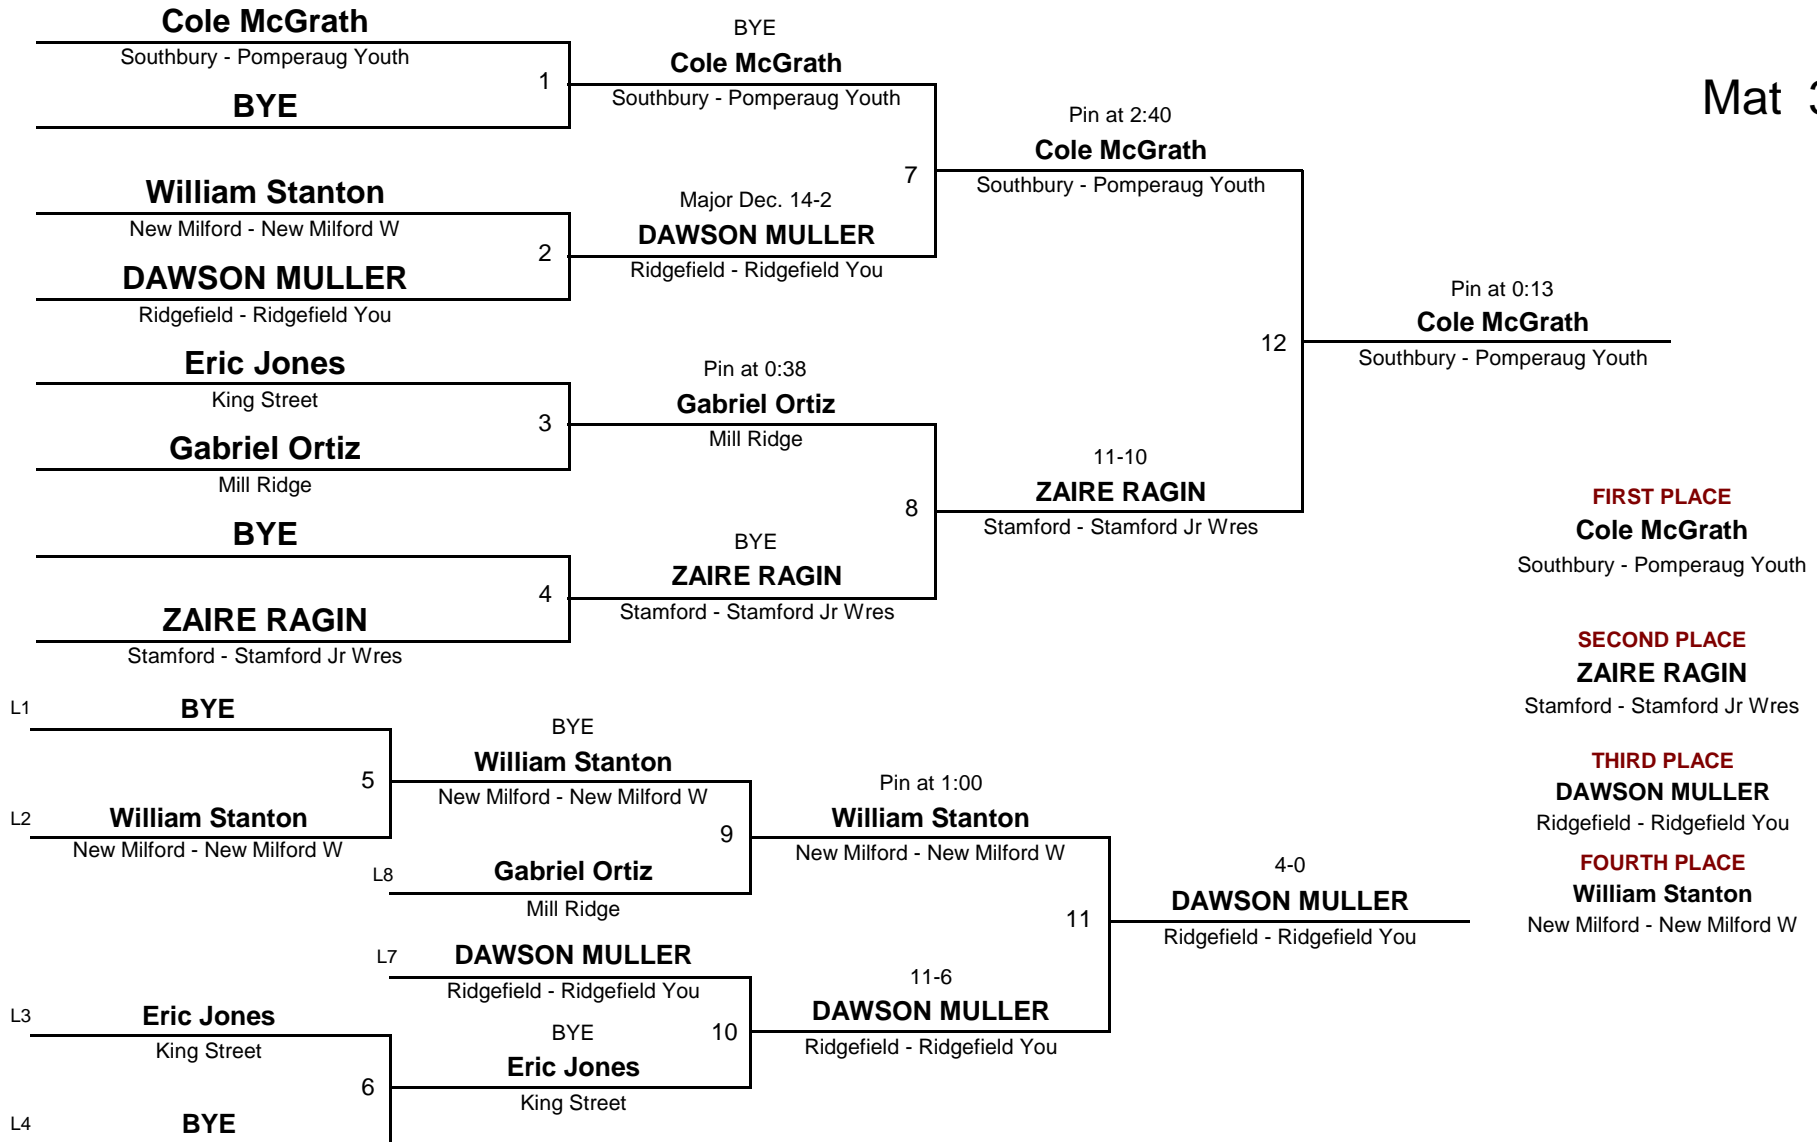 Cole McGrath
Southbury - Pomperaug Youth
1
BYE
BYE
Cole McGrath
Southbury - Pomperaug Youth
Mat 3
William Stanton
New Milford - New Milford W
2
DAWSON MULLER
Ridgefield - Ridgefield You
Major Dec. 14-2
DAWSON MULLER
Ridgefield - Ridgefield You
7
Pin at 2:40
Cole McGrath
Southbury - Pomperaug Youth
Eric Jones
King Street
3
Gabriel Ortiz
Mill Ridge
Pin at 0:38
Gabriel Ortiz
Mill Ridge
BYE
4
ZAIRE RAGIN
Stamford - Stamford Jr Wres
BYE
ZAIRE RAGIN
Stamford - Stamford Jr Wres
8
11-10
ZAIRE RAGIN
Stamford - Stamford Jr Wres
12
Pin at 0:13
Cole McGrath
Southbury - Pomperaug Youth
FIRST PLACE
Cole McGrath
Southbury - Pomperaug Youth
SECOND PLACE
ZAIRE RAGIN
Stamford - Stamford Jr Wres
THIRD PLACE
DAWSON MULLER
Ridgefield - Ridgefield You
FOURTH PLACE
William Stanton
New Milford - New Milford W
L1
BYE
5
L2
William Stanton
New Milford - New Milford W
BYE
William Stanton
New Milford - New Milford W
9
L8
Gabriel Ortiz
Mill Ridge
Pin at 1:00
William Stanton
New Milford - New Milford W
L7
DAWSON MULLER
Ridgefield - Ridgefield You
10
L3
Eric Jones
King Street
6
L4
BYE
BYE
Eric Jones
King Street
11-6
DAWSON MULLER
Ridgefield - Ridgefield You
11
4-0
DAWSON MULLER
Ridgefield - Ridgefield You